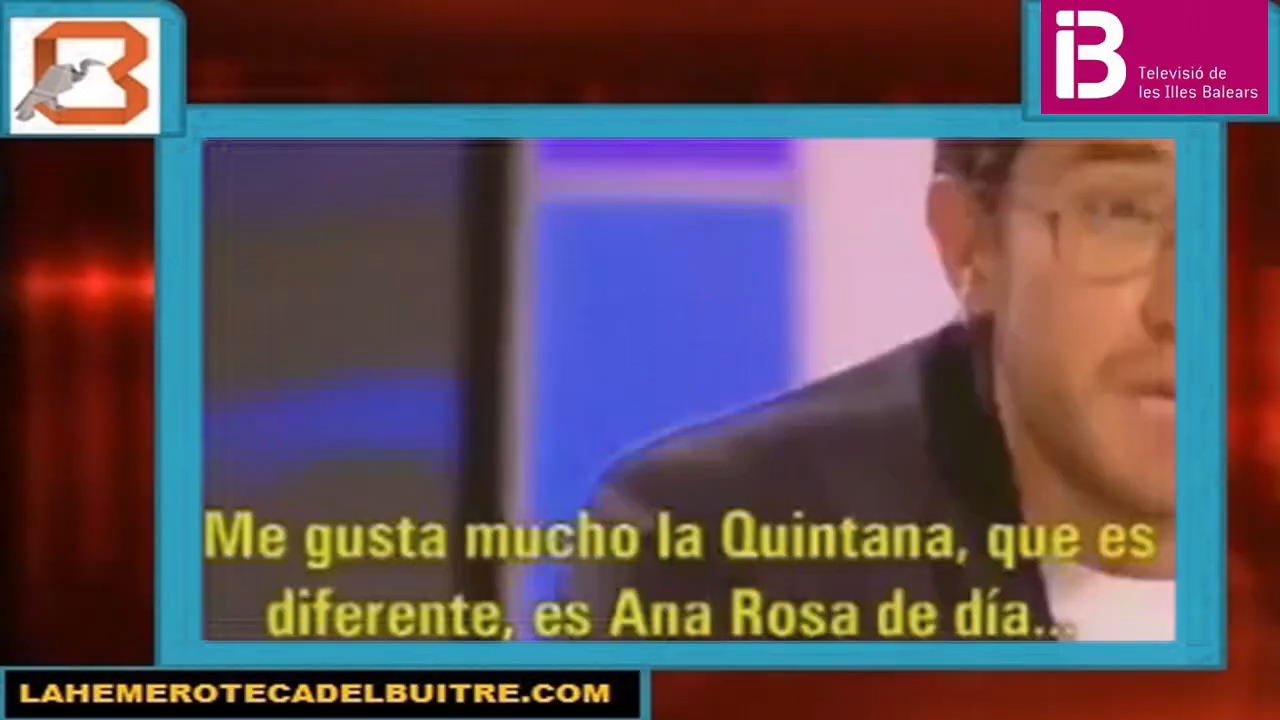 B
iB
Televisió de
les Illes Balears
Me gusta mucho la Quintana, que es
diferente, es Ana Rosa de día...
LAHEMEROTECADELBUITRE.COM